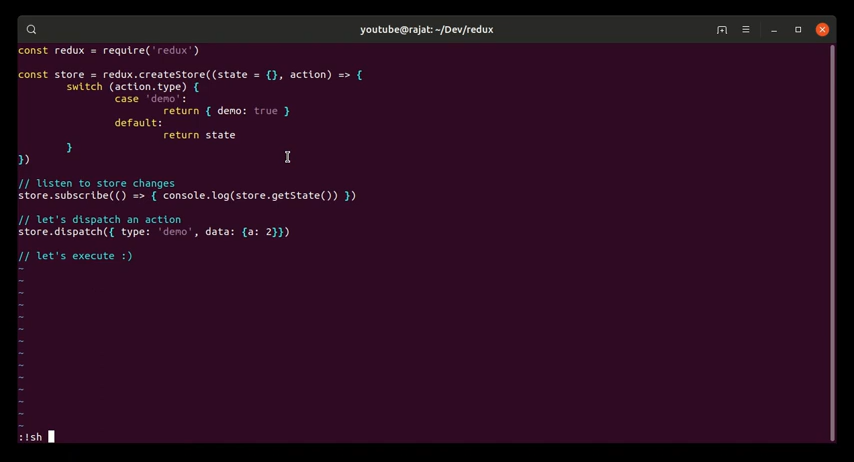 youtube@rajat: ~/Dev/redux
const redux = require('redux')
const store = redux.createStore((state = {}, action) => {
        switch (action.type) {
                case 'demo':
                        return { demo: true }
                default:
                        return state
        }
})
// listen to store changes
store.subscribe(() => { console.log(store.getState()) })
// let's dispatch an action
store.dispatch({ type: 'demo', data: {a: 2}})
// let's execute :)
~
~
~
~
~
~
~
~
~
~
~
~
~
~
:!sh